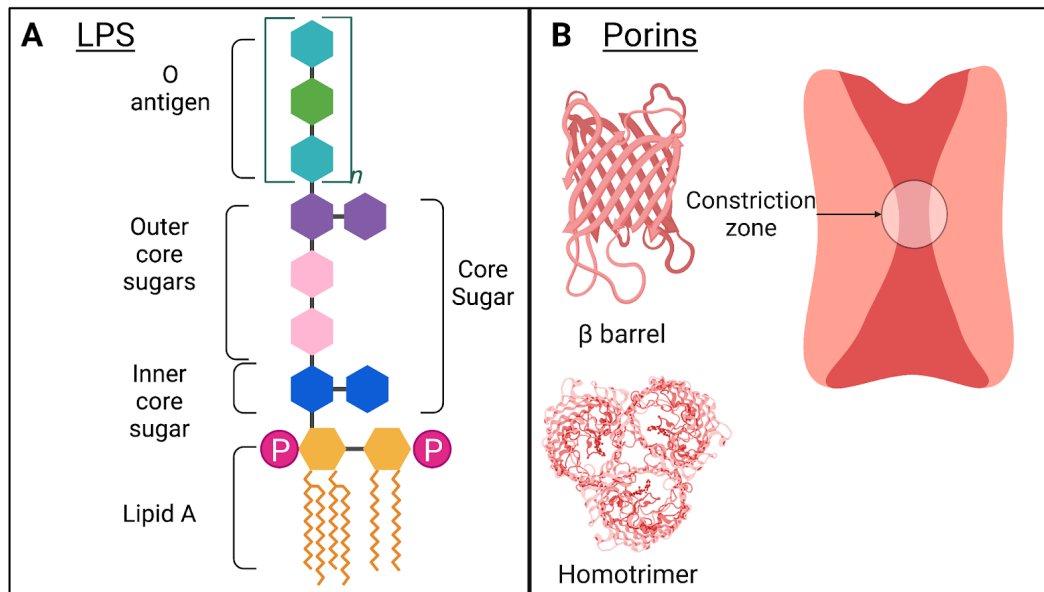 A LPS
O
antigen
n
Outer
core
sugars
Core
Sugar
Inner
core
sugar
P
P
Lipid A
B Porins
Constriction
zone
β barrel
Homotrimer